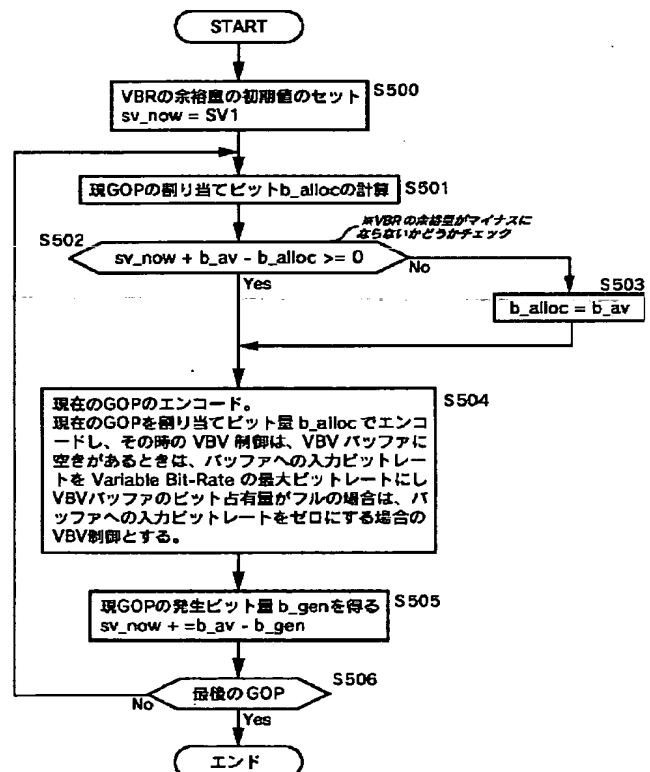 START
VBRの余裕量の初期値のセット
sv_now = SV1
S500
現GOPの割り当てビットb_allocの計算
S501
※VBRの余裕量がマイナスに
ならないかどうかチェック
S502
sv_now + b_av - b_alloc >= 0
No
Yes
S503
b_alloc = b_av
S504
現在のGOPのエンコード。
現在のGOPを割り当てビット量 b_alloc でエンコ
ードし、その時の VBV 制御は、VBV バッファに
空きがあるときは、バッファへの入力ビットレー
トを Variable Bit-Rate の最大ビットレートにし
VBVバッファのビット占有量がフルの場合は、バ
ッファへの入力ビットレートをゼロにする場合の
VBV制御とする。
現GOPの発生ビット量 b_genを得る
sv_now + =b_av - b_gen
S505
最後の GOP
S506
No
Yes
エンド